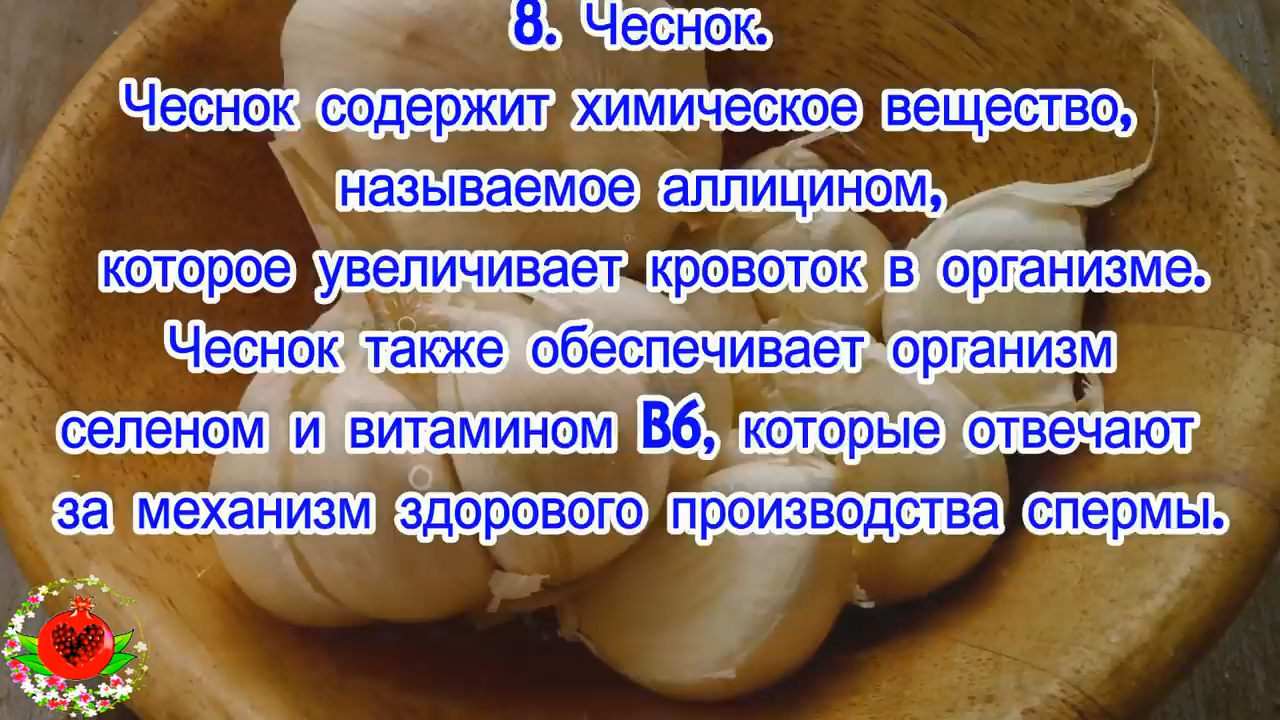 8. Чеснок.
Чеснок содержит химическое вещество,
называемое аллицином,
которое увеличивает кровоток в организме.
Чеснок также обеспечивает организм
селеном и витамином B6, которые отвечают
за механизм здорового производства спермы.